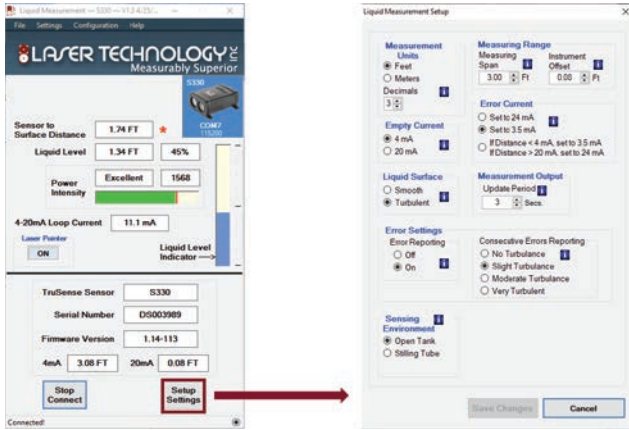 Liquid Measurement — S330 — V1.3 4/25/...
File Settings Configuration Help
LASER TECHNOLOGY INC
Measurably Superior
S330
COM7
115200
Sensor to
Surface Distance 1.74 FT *
Liquid Level 1.34 FT 45%
Power
Intensity
Excellent 1568
4-20mA Loop Current 11.1 mA
Laser Pointer
ON
Liquid Level
Indicator
TruSense Sensor S330
Serial Number DS003989
Firmware Version 1.14-113
4mA 3.08 FT 20mA 0.08 FT
Stop
Connect
Setup
Settings
Connected!
Liquid Measurement Setup
Measurement
Units
Feet
Meters
Decimals
3
Empty Current
4 mA
20 mA
Liquid Surface
Smooth
Turbulent
Measuring Range
Measuring
Span
3.00 Ft
Instrument
Offset
0.08 Ft
Error Current
Set to 24 mA
Set to 3.5 mA
If Distance < 4 mA, set to 3.5 mA
If Distance > 20 mA, set to 24 mA
Measurement Output
Update Period
3 Secs.
Error Settings
Error Reporting
Off
On
Consecutive Errors Reporting
No Turbulance
Slight Turbulance
Moderate Turbulance
Very Turbulent
Sensing
Environment
Open Tank
Stilling Tube
Save Changes
Cancel